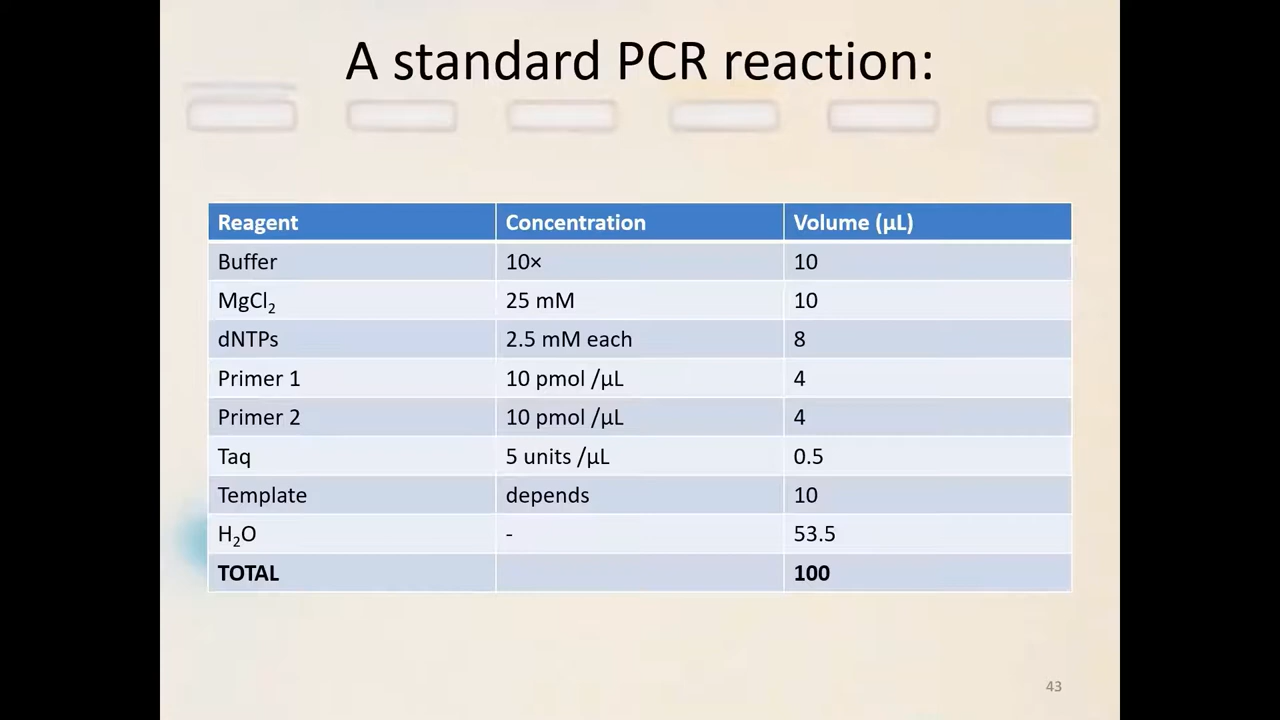 A standard PCR reaction:
Reagent Concentration Volume (µL)
Buffer 10× 10
MgCl₂ 25 mM 10
dNTPs 2.5 mM each 8
Primer 1 10 pmol /µL 4
Primer 2 10 pmol /µL 4
Taq 5 units /µL 0.5
Template depends 10
H₂O - 53.5
TOTAL 100
43